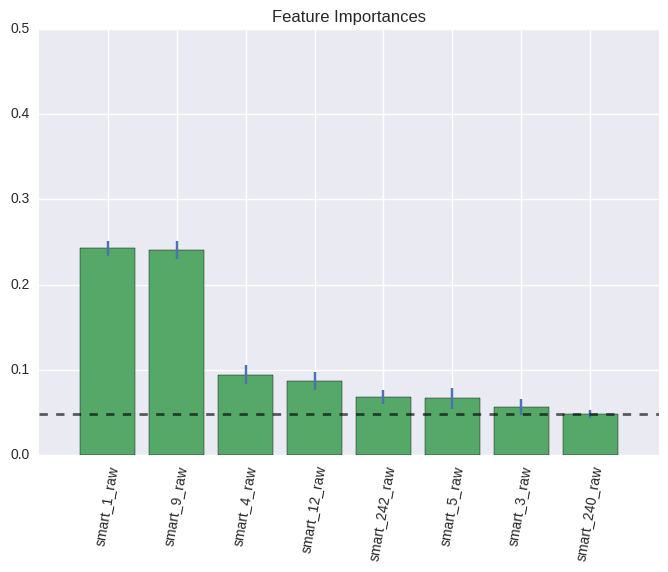 Feature Importances
0.5
0.4
0.3
0.2
0.1
0.0
smart_1_raw
smart_9_raw
smart_4_raw
smart_12_raw
smart_242_raw
smart_5_raw
smart_3_raw
smart_240_raw